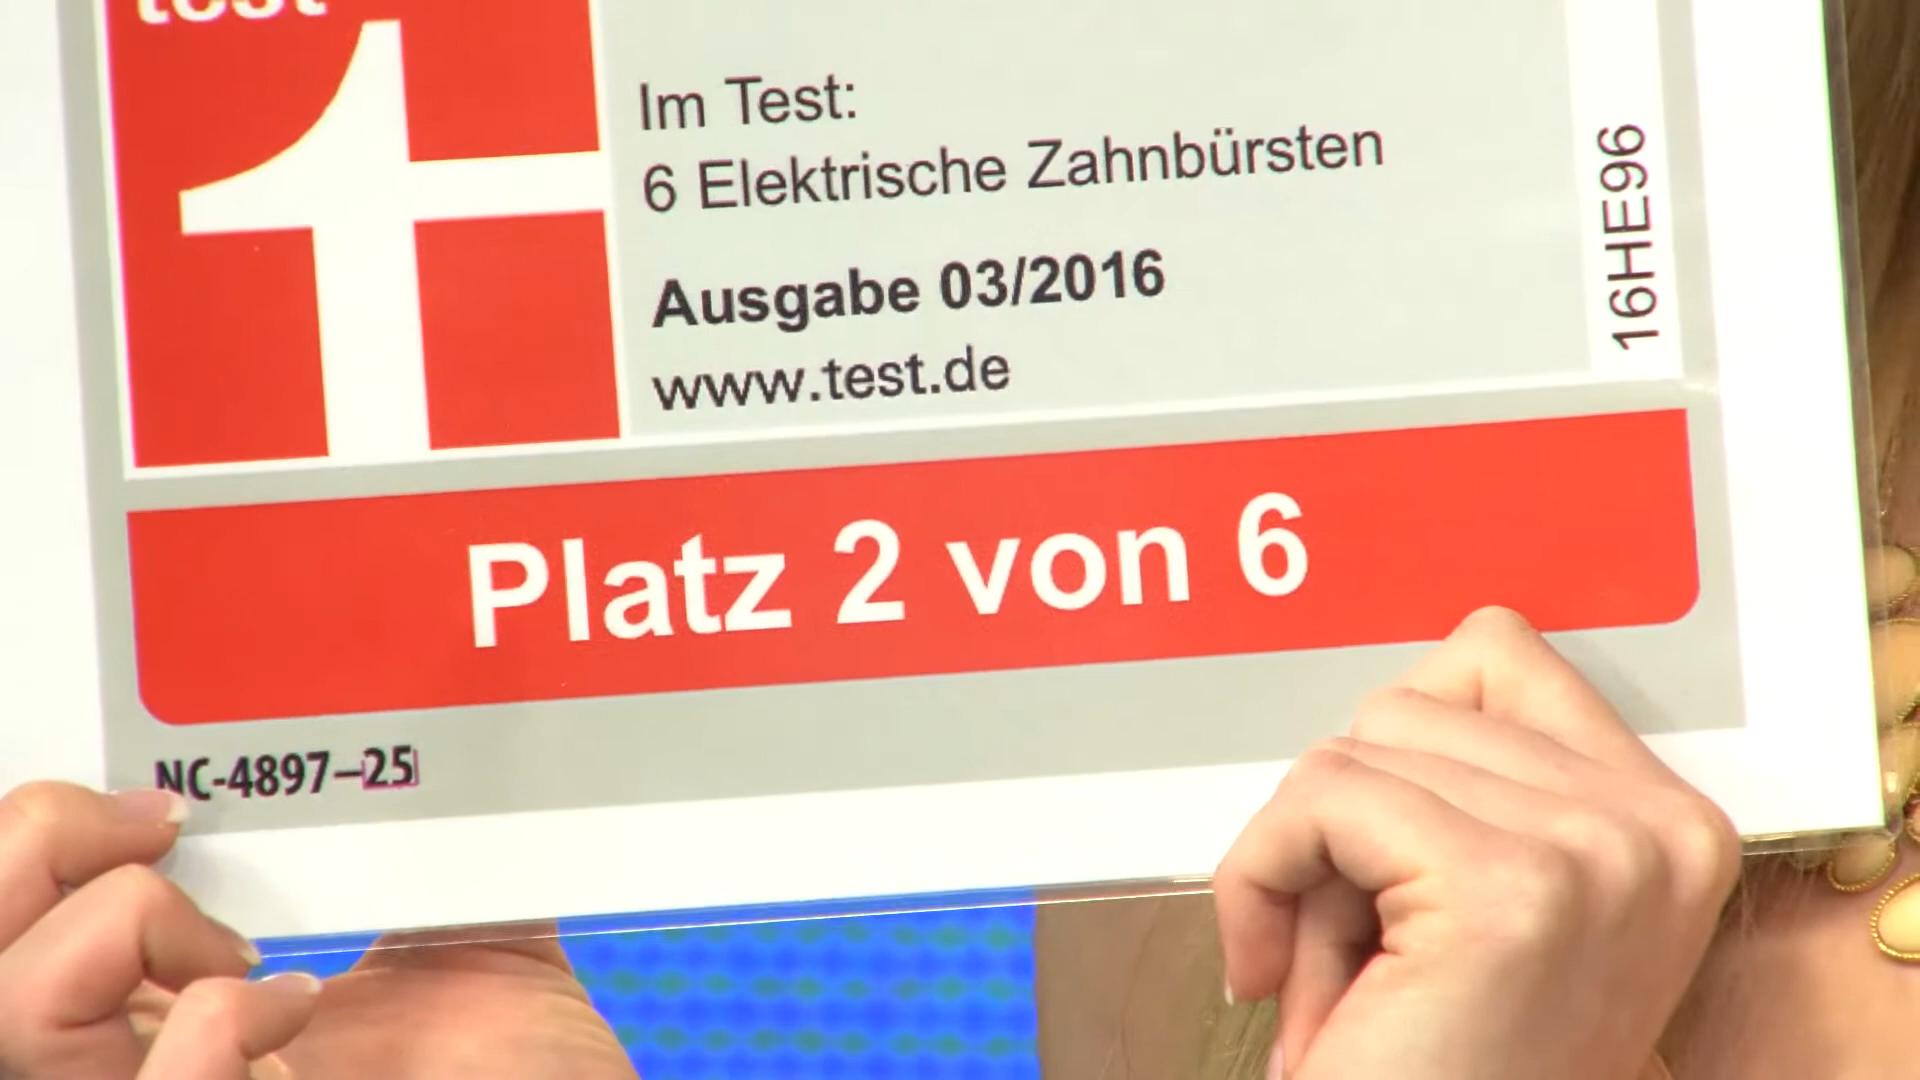 test
Im Test:
6 Elektrische Zahnbürsten
Ausgabe 03/2016
www.test.de
16HE96
Platz 2 von 6
NC-4897–25